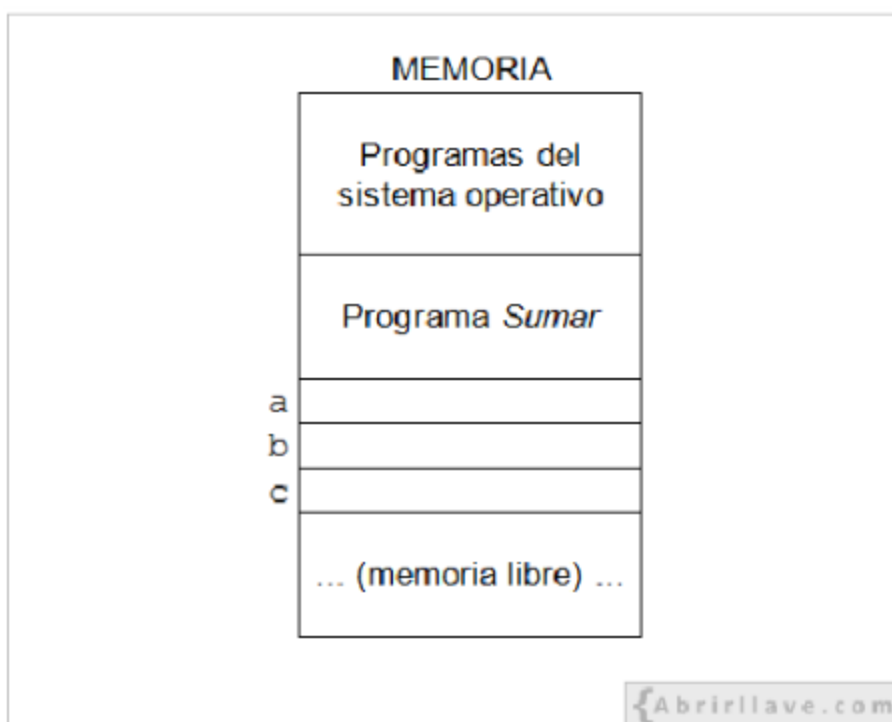 MEMORIA
Programas del
sistema operativo
Programa Sumar
a
b
c
... (memoria libre) ...
{Abrirllave.com